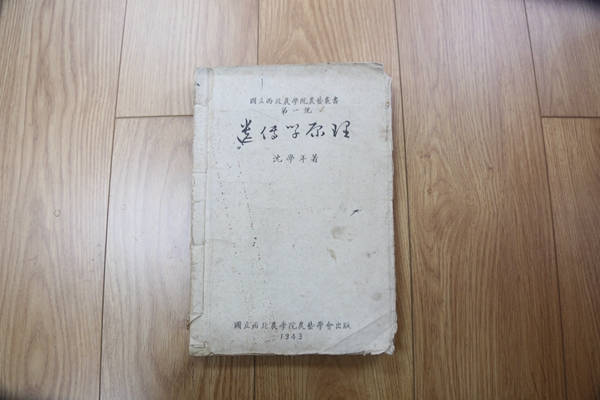 國立西北農學院農藝叢書
第一號
遺傳学原理
沈學年著
國立西北農學院農藝學會出版
1943